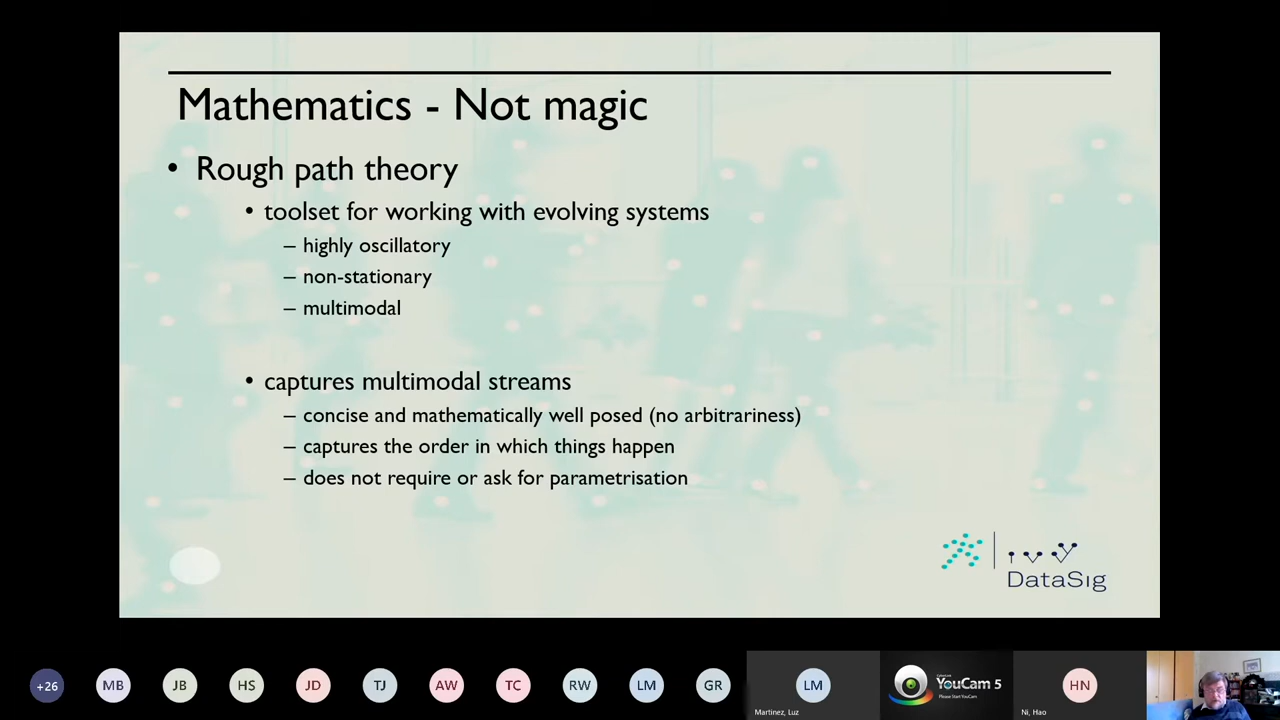 Mathematics - Not magic
• Rough path theory
• toolset for working with evolving systems
– highly oscillatory
– non-stationary
– multimodal
• captures multimodal streams
– concise and mathematically well posed (no arbitrariness)
– captures the order in which things happen
– does not require or ask for parametrisation
DataSig
+26
MB
JB
HS
JD
TJ
AW
TC
RW
LM
GR
LM
Martinez, Luz
YouCam 5
Please Start YouCam
HN
Ni, Hao